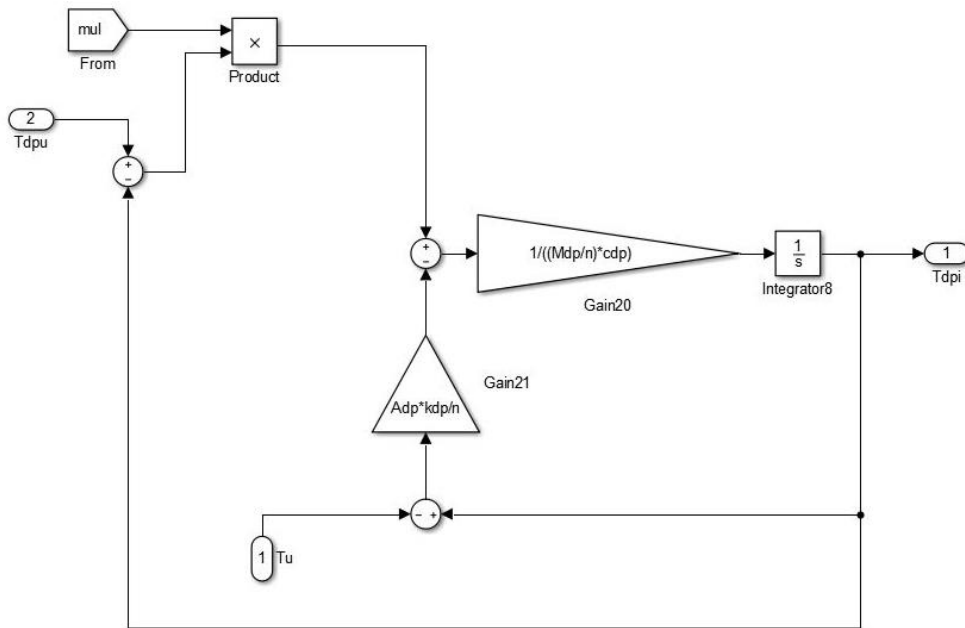 mul
From
×
Product
2
Tdpu
+
−
+
−
1/((Mdp/n)*cdp)
Gain20
1
s
Integrator8
1
Tdpi
Adp*kdp/n
Gain21
− +
1
Tu